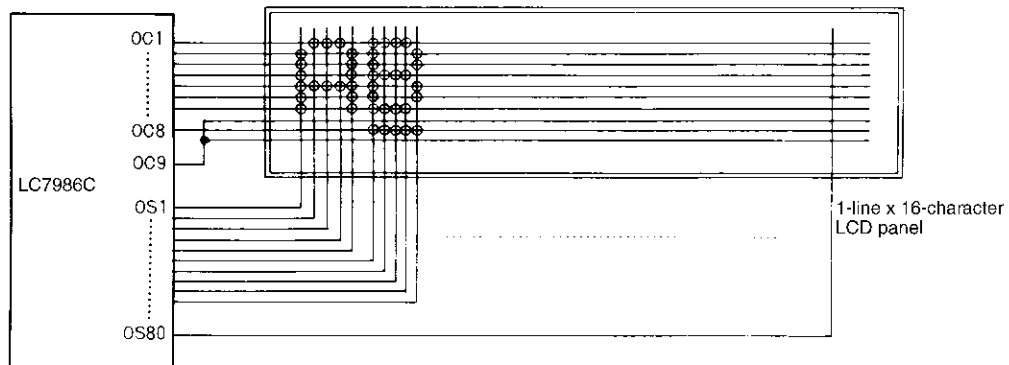 OC1
OC8
OC9
LC7986C
OS1
1-line x 16-character
LCD panel
OS80